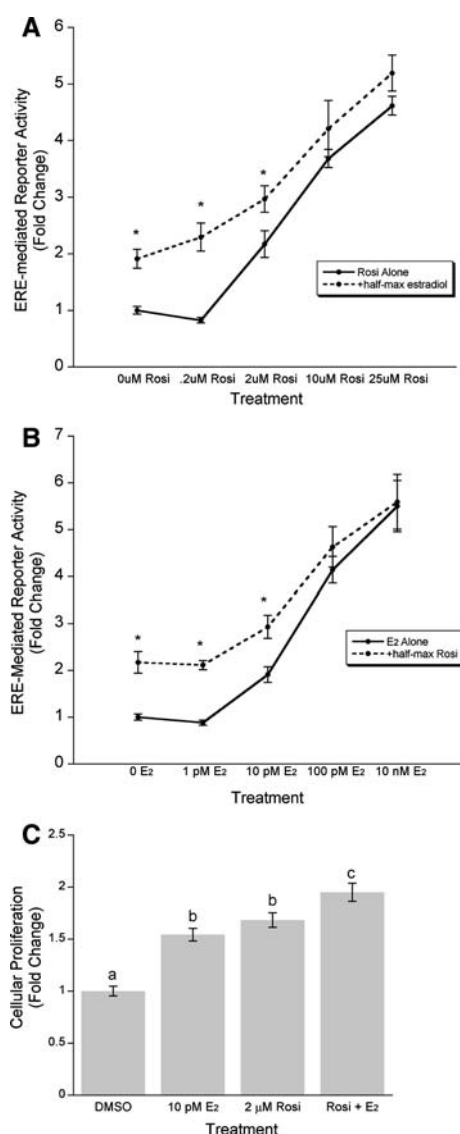 A
ERE-mediated Reporter Activity
(Fold Change)
6
5
4
3
2
1
0
*
*
*
Rosi Alone
+half-max estradiol
0uM Rosi .2uM Rosi 2uM Rosi 10uM Rosi 25uM Rosi
Treatment
B
ERE-Mediated Reporter Activity
(Fold Change)
7
6
5
4
3
2
1
0
*
*
*
E2 Alone
+half-max Rosi
0 E2 1 pM E2 10 pM E2 100 pM E2 10 nM E2
Treatment
C
Cellular Proliferation
(Fold Change)
2.5
2
1.5
1
0.5
0
a
b
b
c
DMSO 10 pM E2 2 μM Rosi Rosi + E2
Treatment